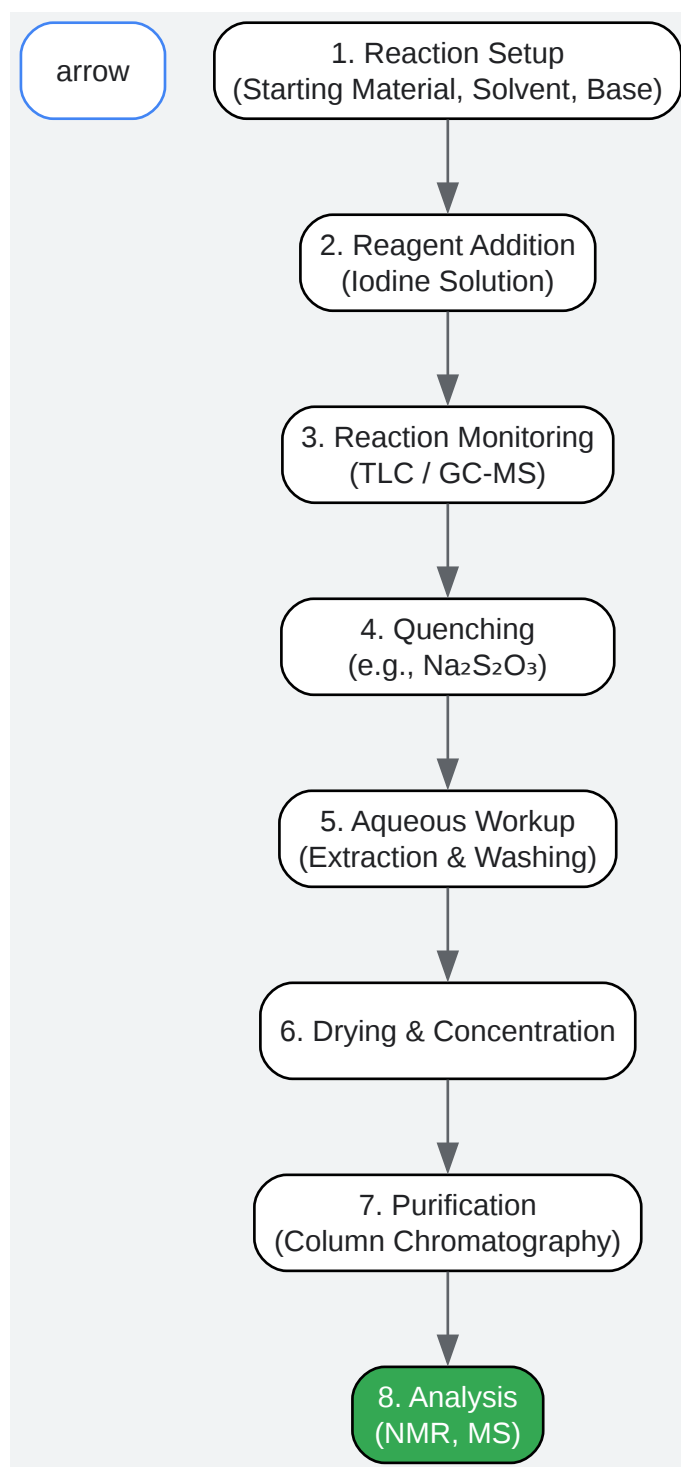 arrow
1. Reaction Setup
(Starting Material, Solvent, Base)
2. Reagent Addition
(Iodine Solution)
3. Reaction Monitoring
(TLC / GC-MS)
4. Quenching
(e.g., Na₂S₂O₃)
5. Aqueous Workup
(Extraction & Washing)
6. Drying & Concentration
7. Purification
(Column Chromatography)
8. Analysis
(NMR, MS)